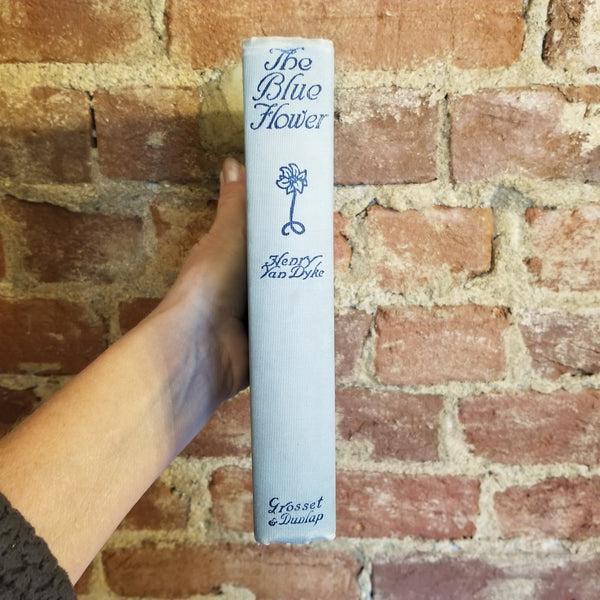 The
Blue
Flower
Henry
Van Dyke
Grosset
& Dunlap